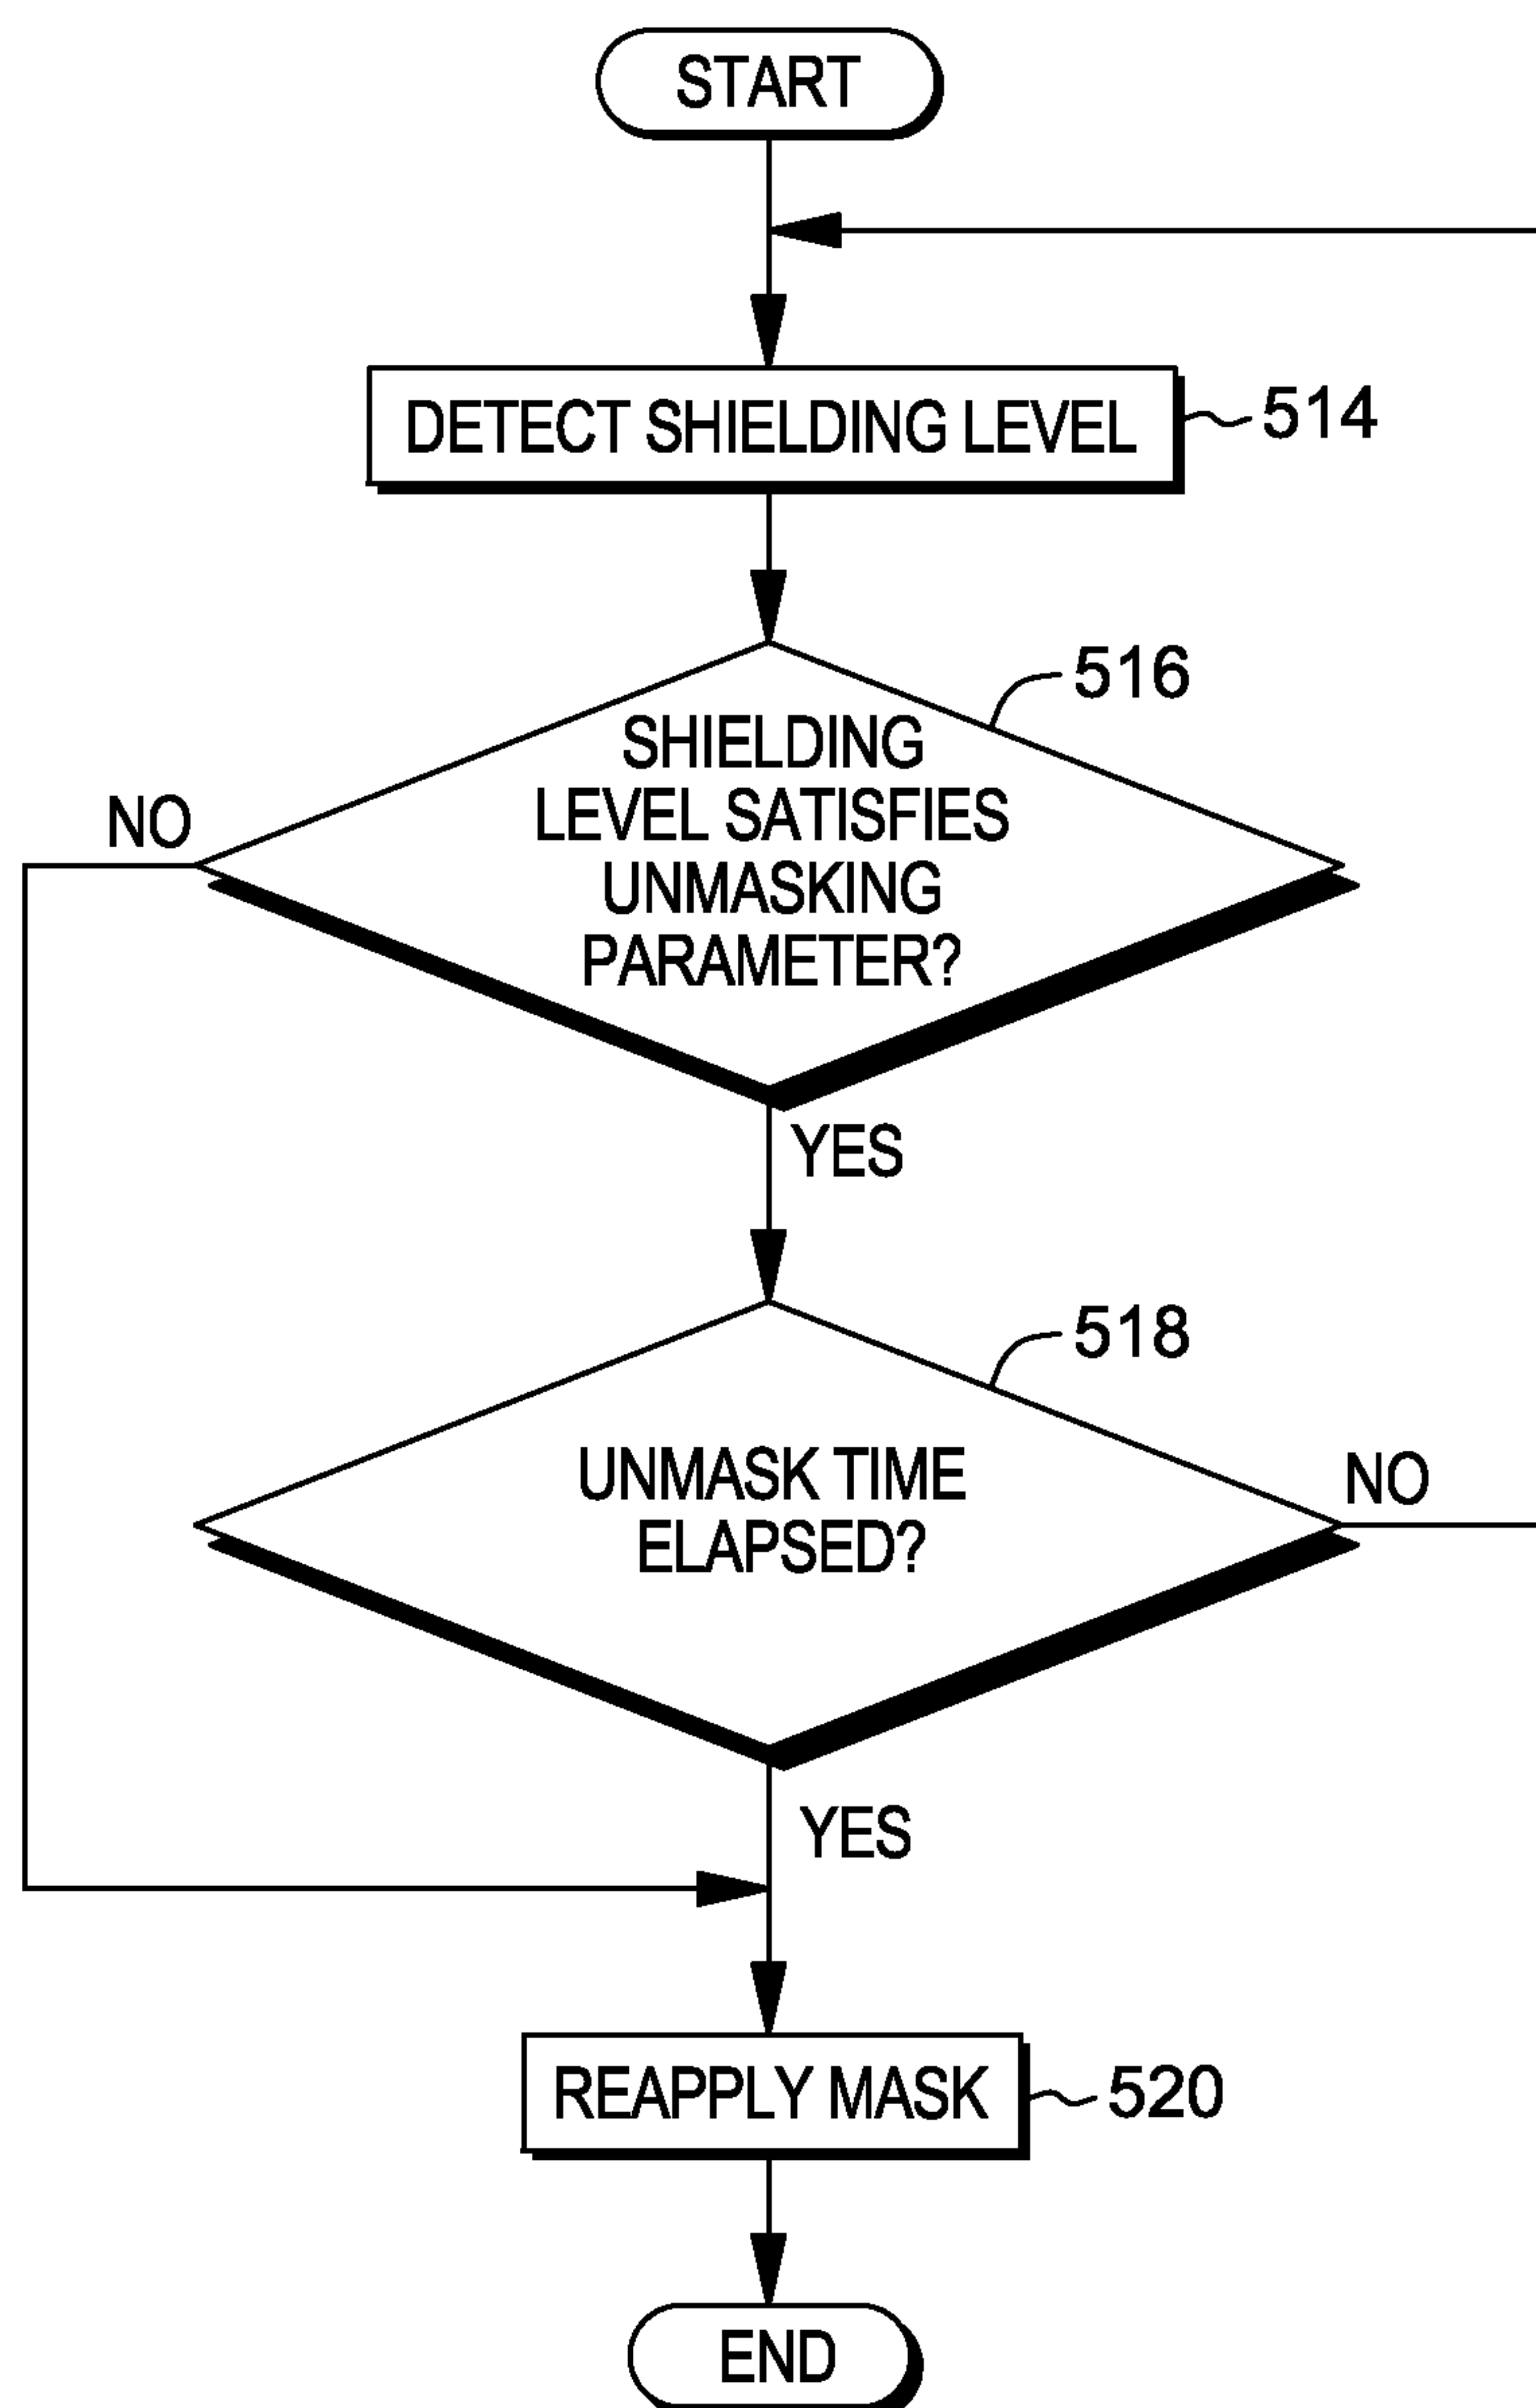 START
DETECT SHIELDING LEVEL
514
516
SHIELDING
LEVEL SATISFIES
UNMASKING
PARAMETER?
NO
YES
518
UNMASK TIME
ELAPSED?
NO
YES
REAPPLY MASK
520
END